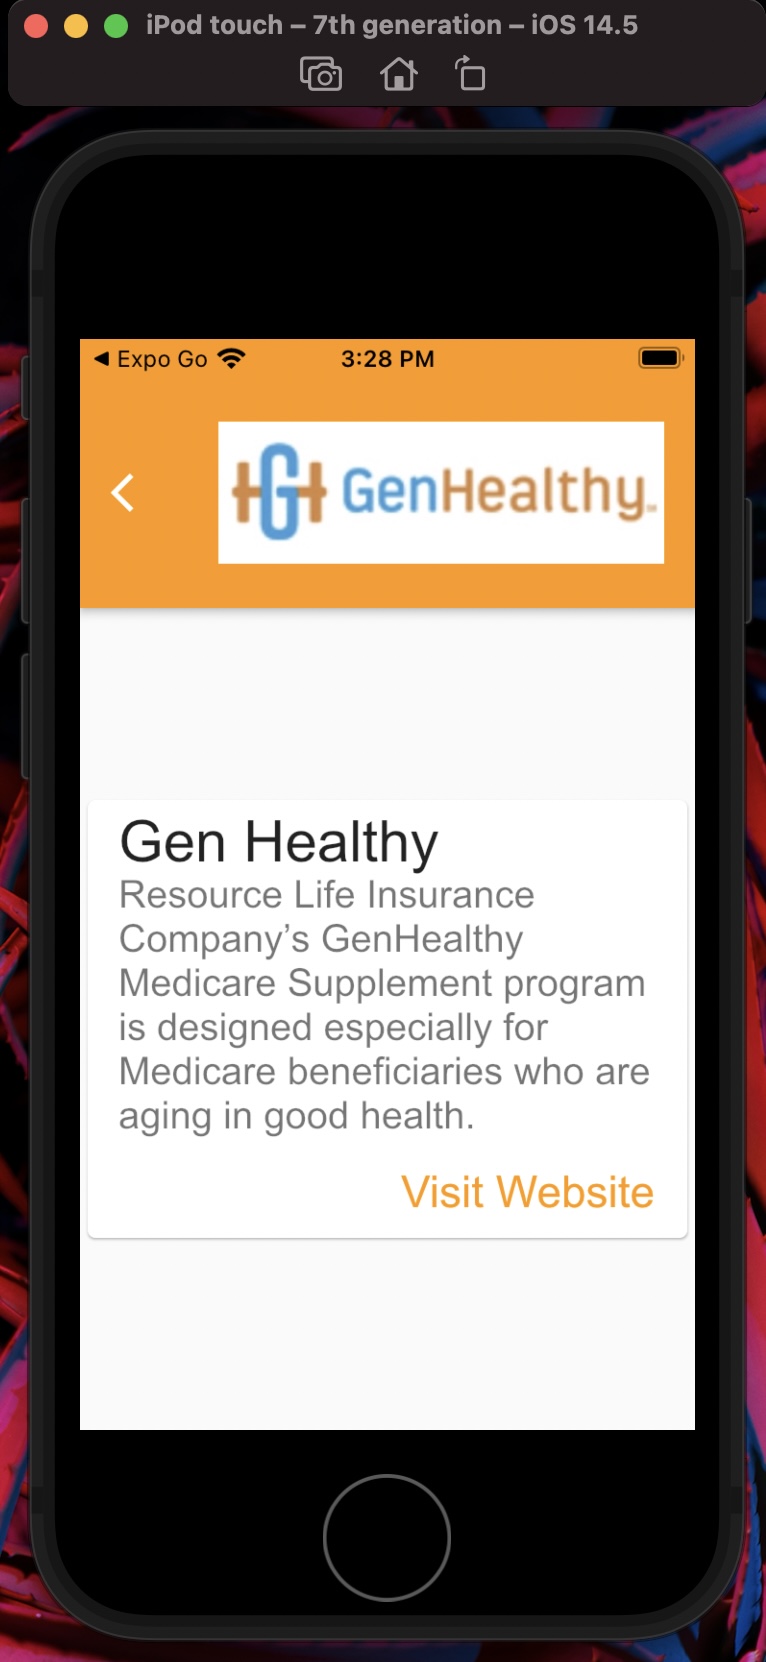 iPod touch – 7th generation – iOS 14.5
Expo Go
3:28 PM
GenHealthy
Gen Healthy
Resource Life Insurance
Company’s GenHealthy
Medicare Supplement program
is designed especially for
Medicare beneficiaries who are
aging in good health.
Visit Website